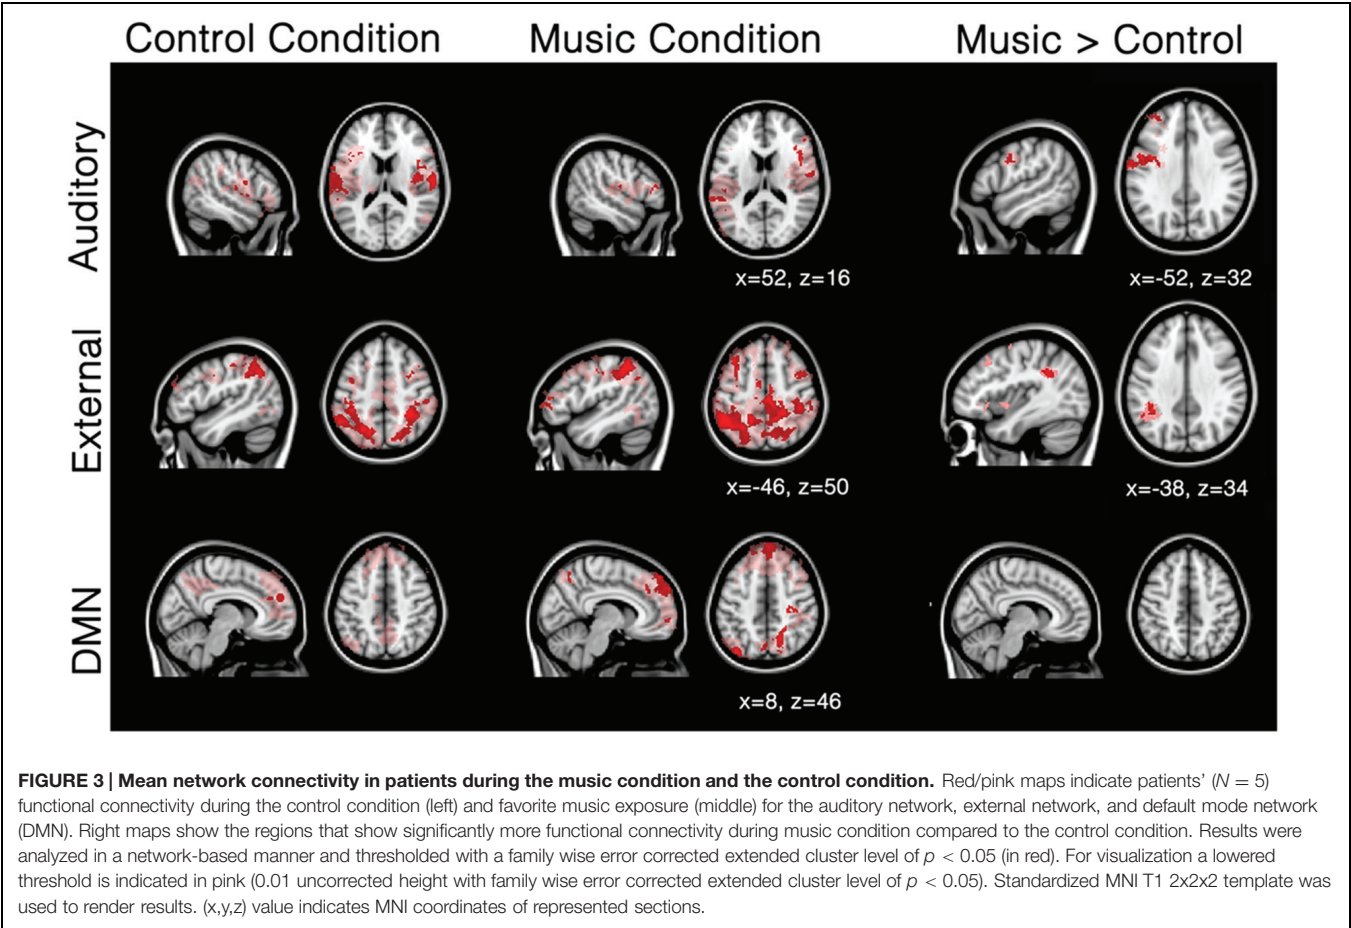 Control Condition Music Condition Music > Control
Auditory
x=52, z=16 x=-52, z=32
External
x=-46, z=50 x=-38, z=34
DMN
x=8, z=46
FIGURE 3 | Mean network connectivity in patients during the music condition and the control condition. Red/pink maps indicate patients’ (N = 5)
functional connectivity during the control condition (left) and favorite music exposure (middle) for the auditory network, external network, and default mode network
(DMN). Right maps show the regions that show significantly more functional connectivity during music condition compared to the control condition. Results were
analyzed in a network-based manner and thresholded with a family wise error corrected extended cluster level of p < 0.05 (in red). For visualization a lowered
threshold is indicated in pink (0.01 uncorrected height with family wise error corrected extended cluster level of p < 0.05). Standardized MNI T1 2x2x2 template was
used to render results. (x,y,z) value indicates MNI coordinates of represented sections.